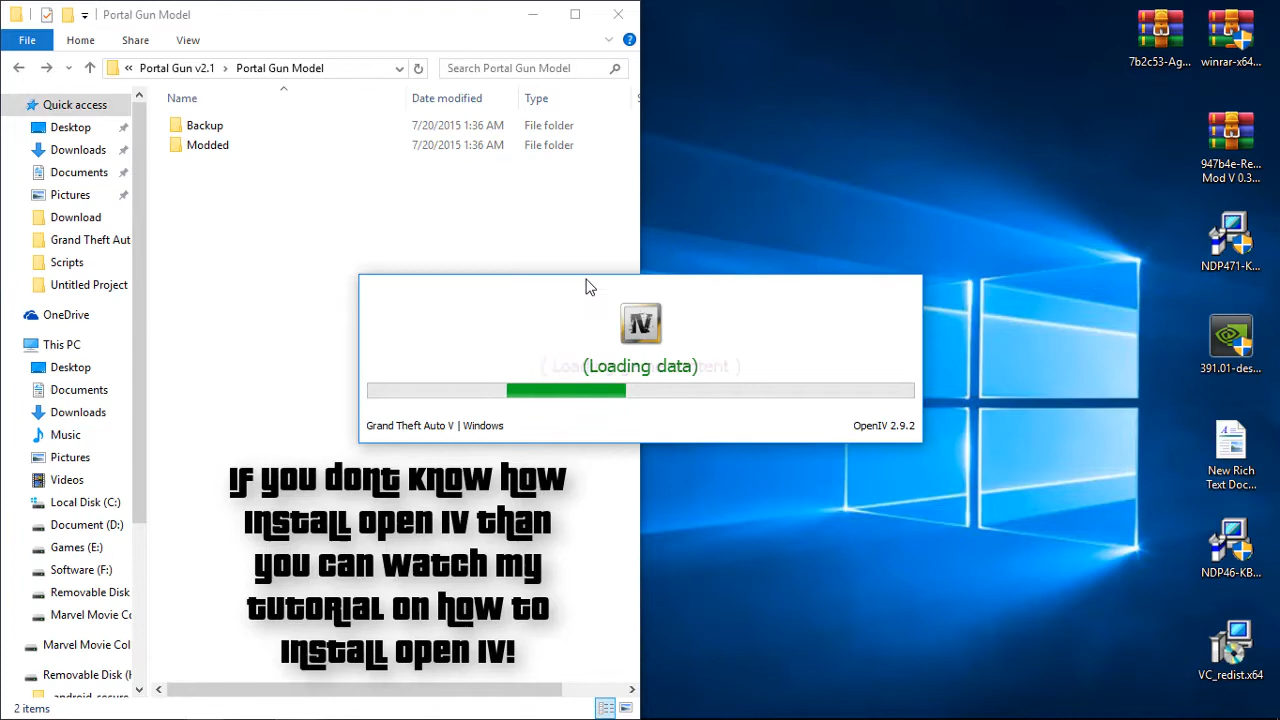 Portal Gun Model
File
Home
Share
View
Portal Gun v2.1
Portal Gun Model
Search Portal Gun Model
Name
Date modified
Type
Backup
7/20/2015 1:36 AM
File folder
Modded
7/20/2015 1:36 AM
File folder
Quick access
Desktop
Downloads
Documents
Pictures
Download
Grand Theft Aut
Scripts
Untitled Project
OneDrive
This PC
Desktop
Documents
Downloads
Music
Pictures
Videos
Local Disk (C:)
Document (D:)
Games (E:)
Software (F:)
Removable Disk
Marvel Movie Cc
Marvel Movie Col
Removable Disk (H
android_secure
2 items
IV
(Loading data)
Grand Theft Auto V | Windows
OpenIV 2.9.2
If you dont know how
install open IV than
you can watch my
tutorial on how to
install open IV!
7b2c53-Ag...
winrar-x64...
947b4e-Re...
Mod V 0.3...
NDP471-K...
391.01-des...
New Rich
Text Doc...
NDP46-KB...
VC_redist.x64